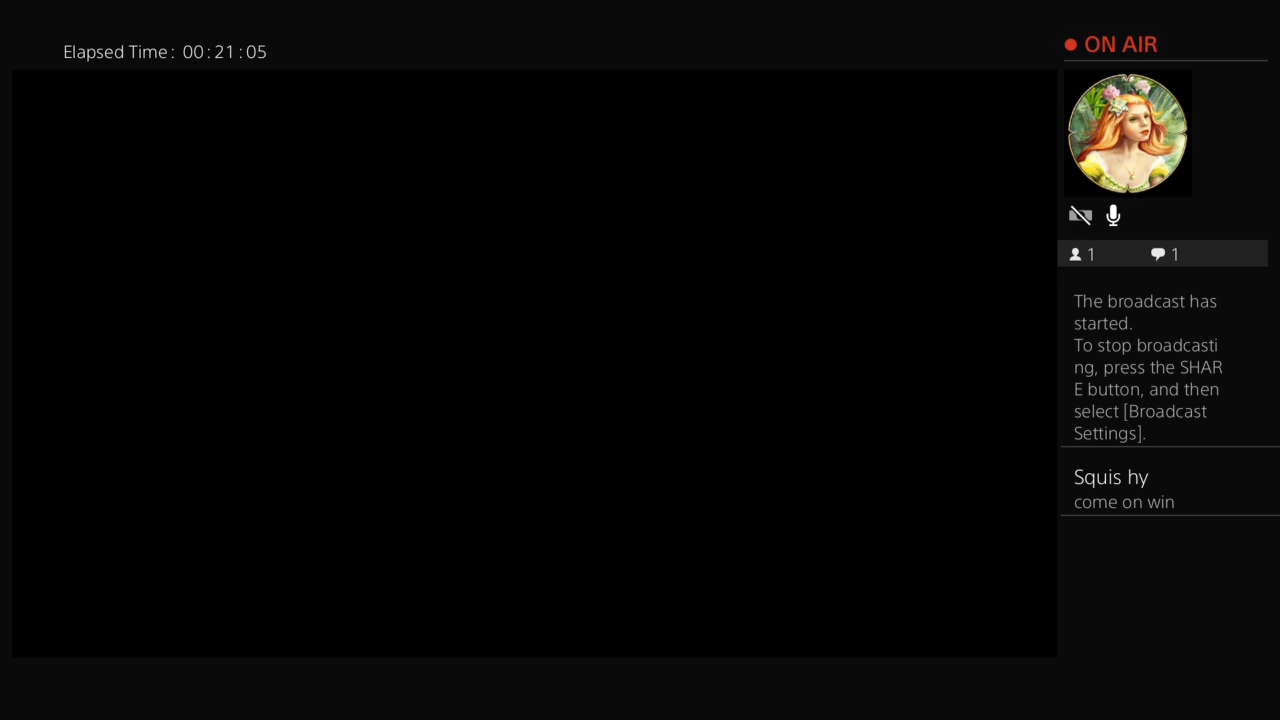 Elapsed Time: 00:21:05
ON AIR
1 1
The broadcast has
started.
To stop broadcasti
ng, press the SHAR
E button, and then
select [Broadcast
Settings].
Squis hy
come on win